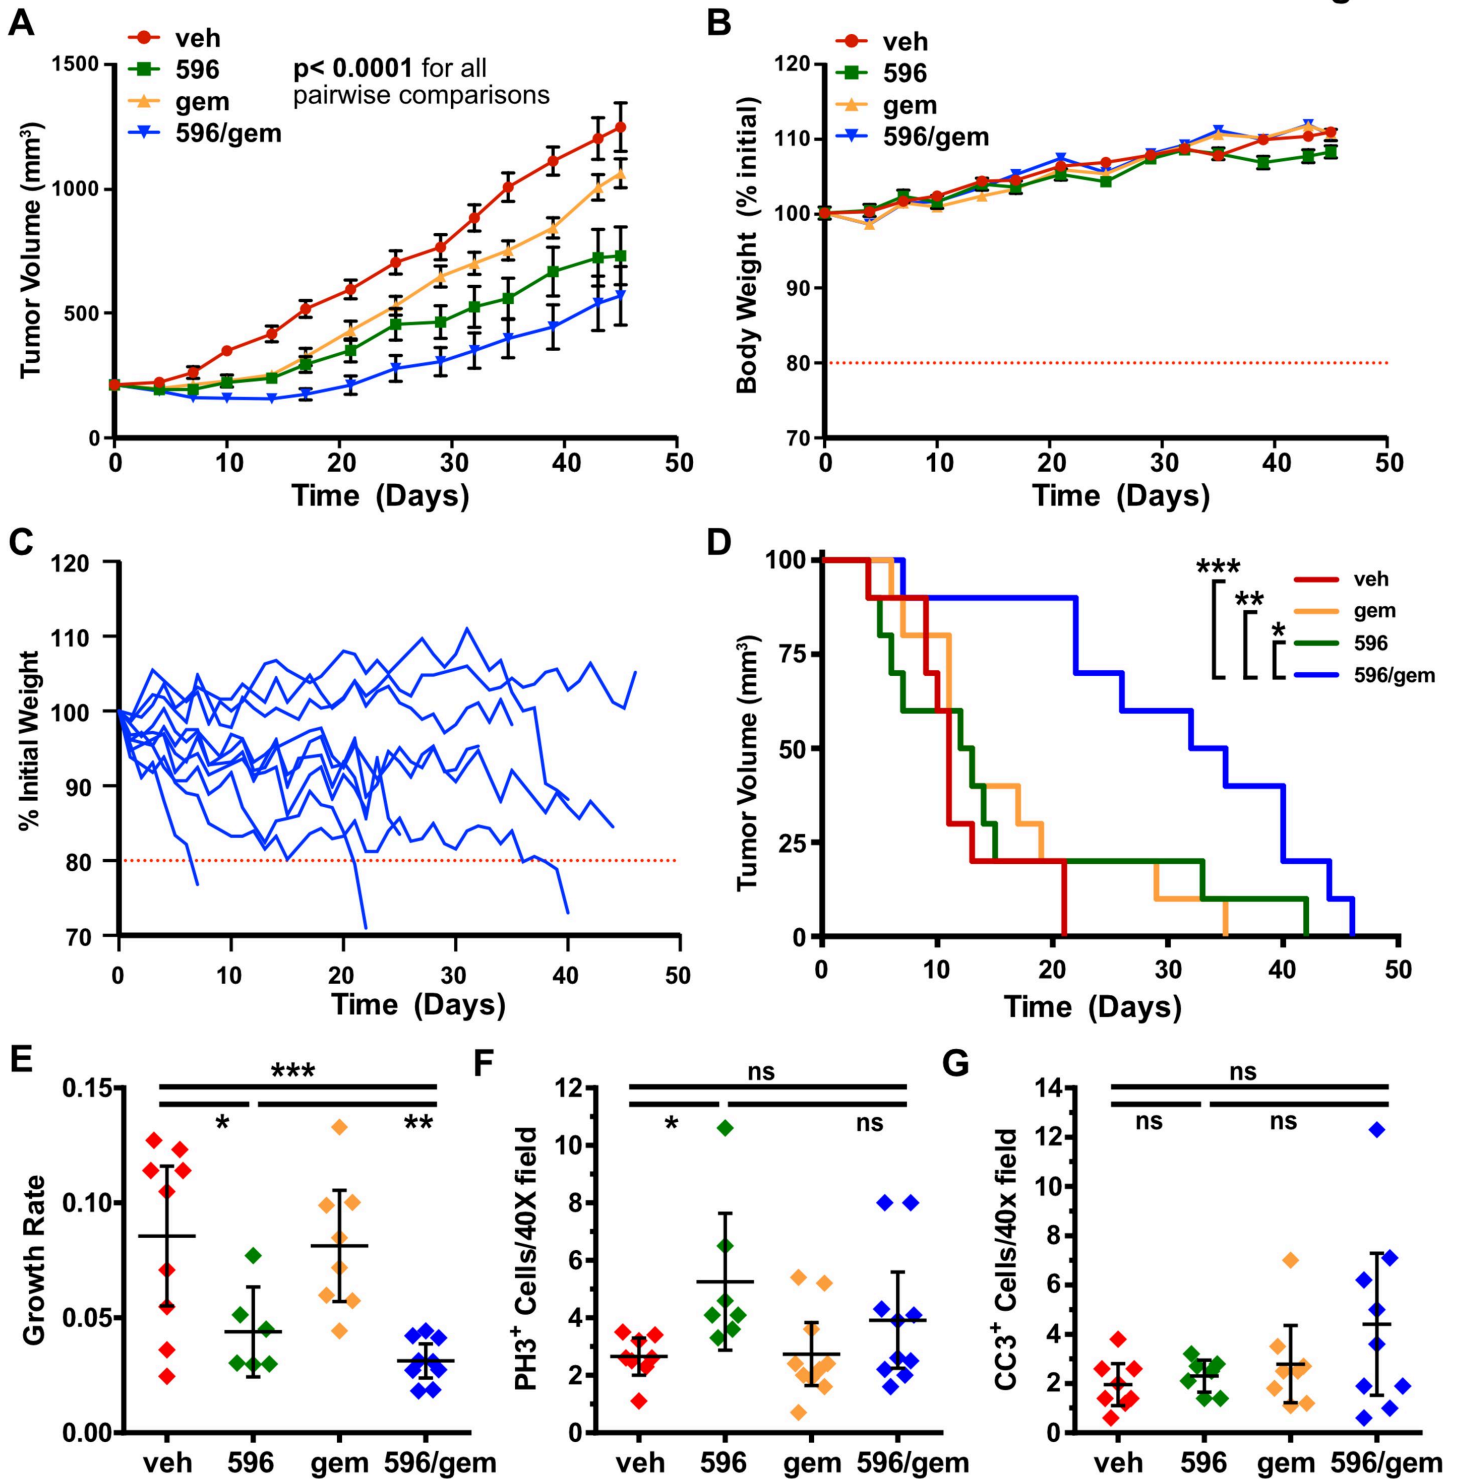 A
veh
596
gem
596/gem
p< 0.0001 for all
pairwise comparisons
1500
1000
500
0
Tumor Volume (mm³)
0 10 20 30 40 50
Time (Days)
B
veh
596
gem
596/gem
120
110
100
90
80
70
Body Weight (% initial)
0 10 20 30 40 50
Time (Days)
C
120
110
100
90
80
70
% Initial Weight
0 10 20 30 40 50
Time (Days)
D
100
75
50
25
0
Tumor Volume (mm³)
*** 
**
*
veh
gem
596
596/gem
0 10 20 30 40 50
Time (Days)
E
***
* **
0.15
0.10
0.05
0.00
Growth Rate
veh 596 gem 596/gem
F
ns
* ns
12
10
8
6
4
2
0
PH3⁺ Cells/40X field
veh 596 gem 596/gem
G
ns
ns ns
14
12
10
8
6
4
2
0
CC3⁺ Cells/40x field
veh 596 gem 596/gem